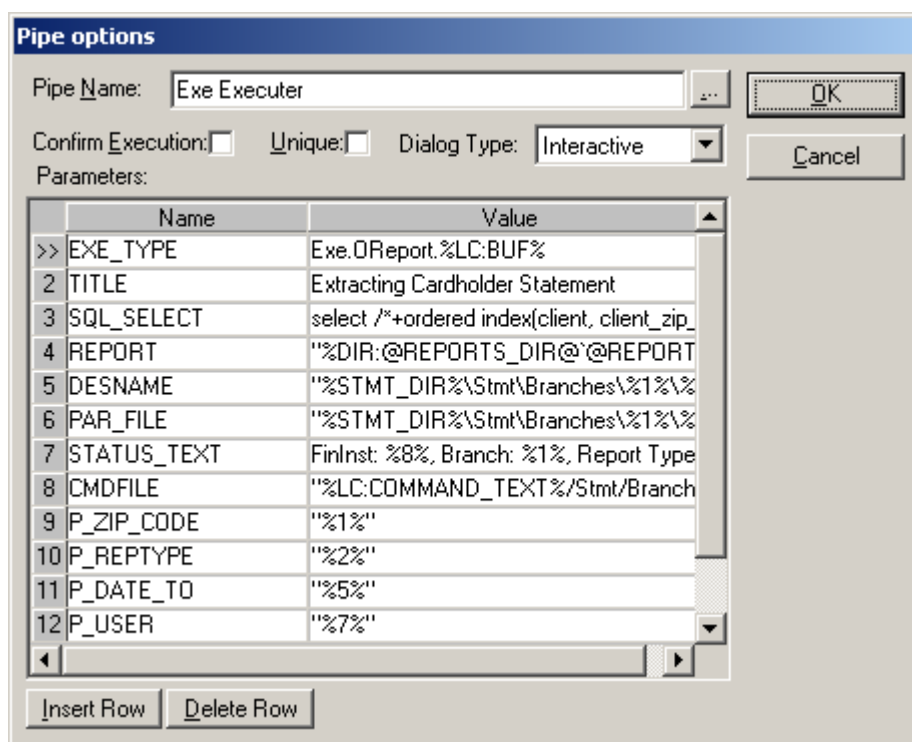 Pipe options
Pipe Name: Exe Executer ... OK
Confirm Execution: Unique: Dialog Type: Interactive Cancel
Parameters:
Name Value
>> EXE_TYPE Exe.OReport.%LC:BUF%
2 TITLE Extracting Cardholder Statement
3 SQL_SELECT select /*+ordered index(client, client_zip_
4 REPORT "%DIR:@REPORTS_DIR@`@REPORT
5 DESNAME "%STMT_DIR%\Stmt\Branches\%1%\%
6 PAR_FILE "%STMT_DIR%\Stmt\Branches\%1%\%
7 STATUS_TEXT FinInst: %8%, Branch: %1%, Report Type
8 CMDFILE "%LC:COMMAND_TEXT%/Stmt/Branch
9 P_ZIP_CODE "%1%"
10 P_REPTYPE "%2%"
11 P_DATE_TO "%5%"
12 P_USER "%7%"
Insert Row Delete Row